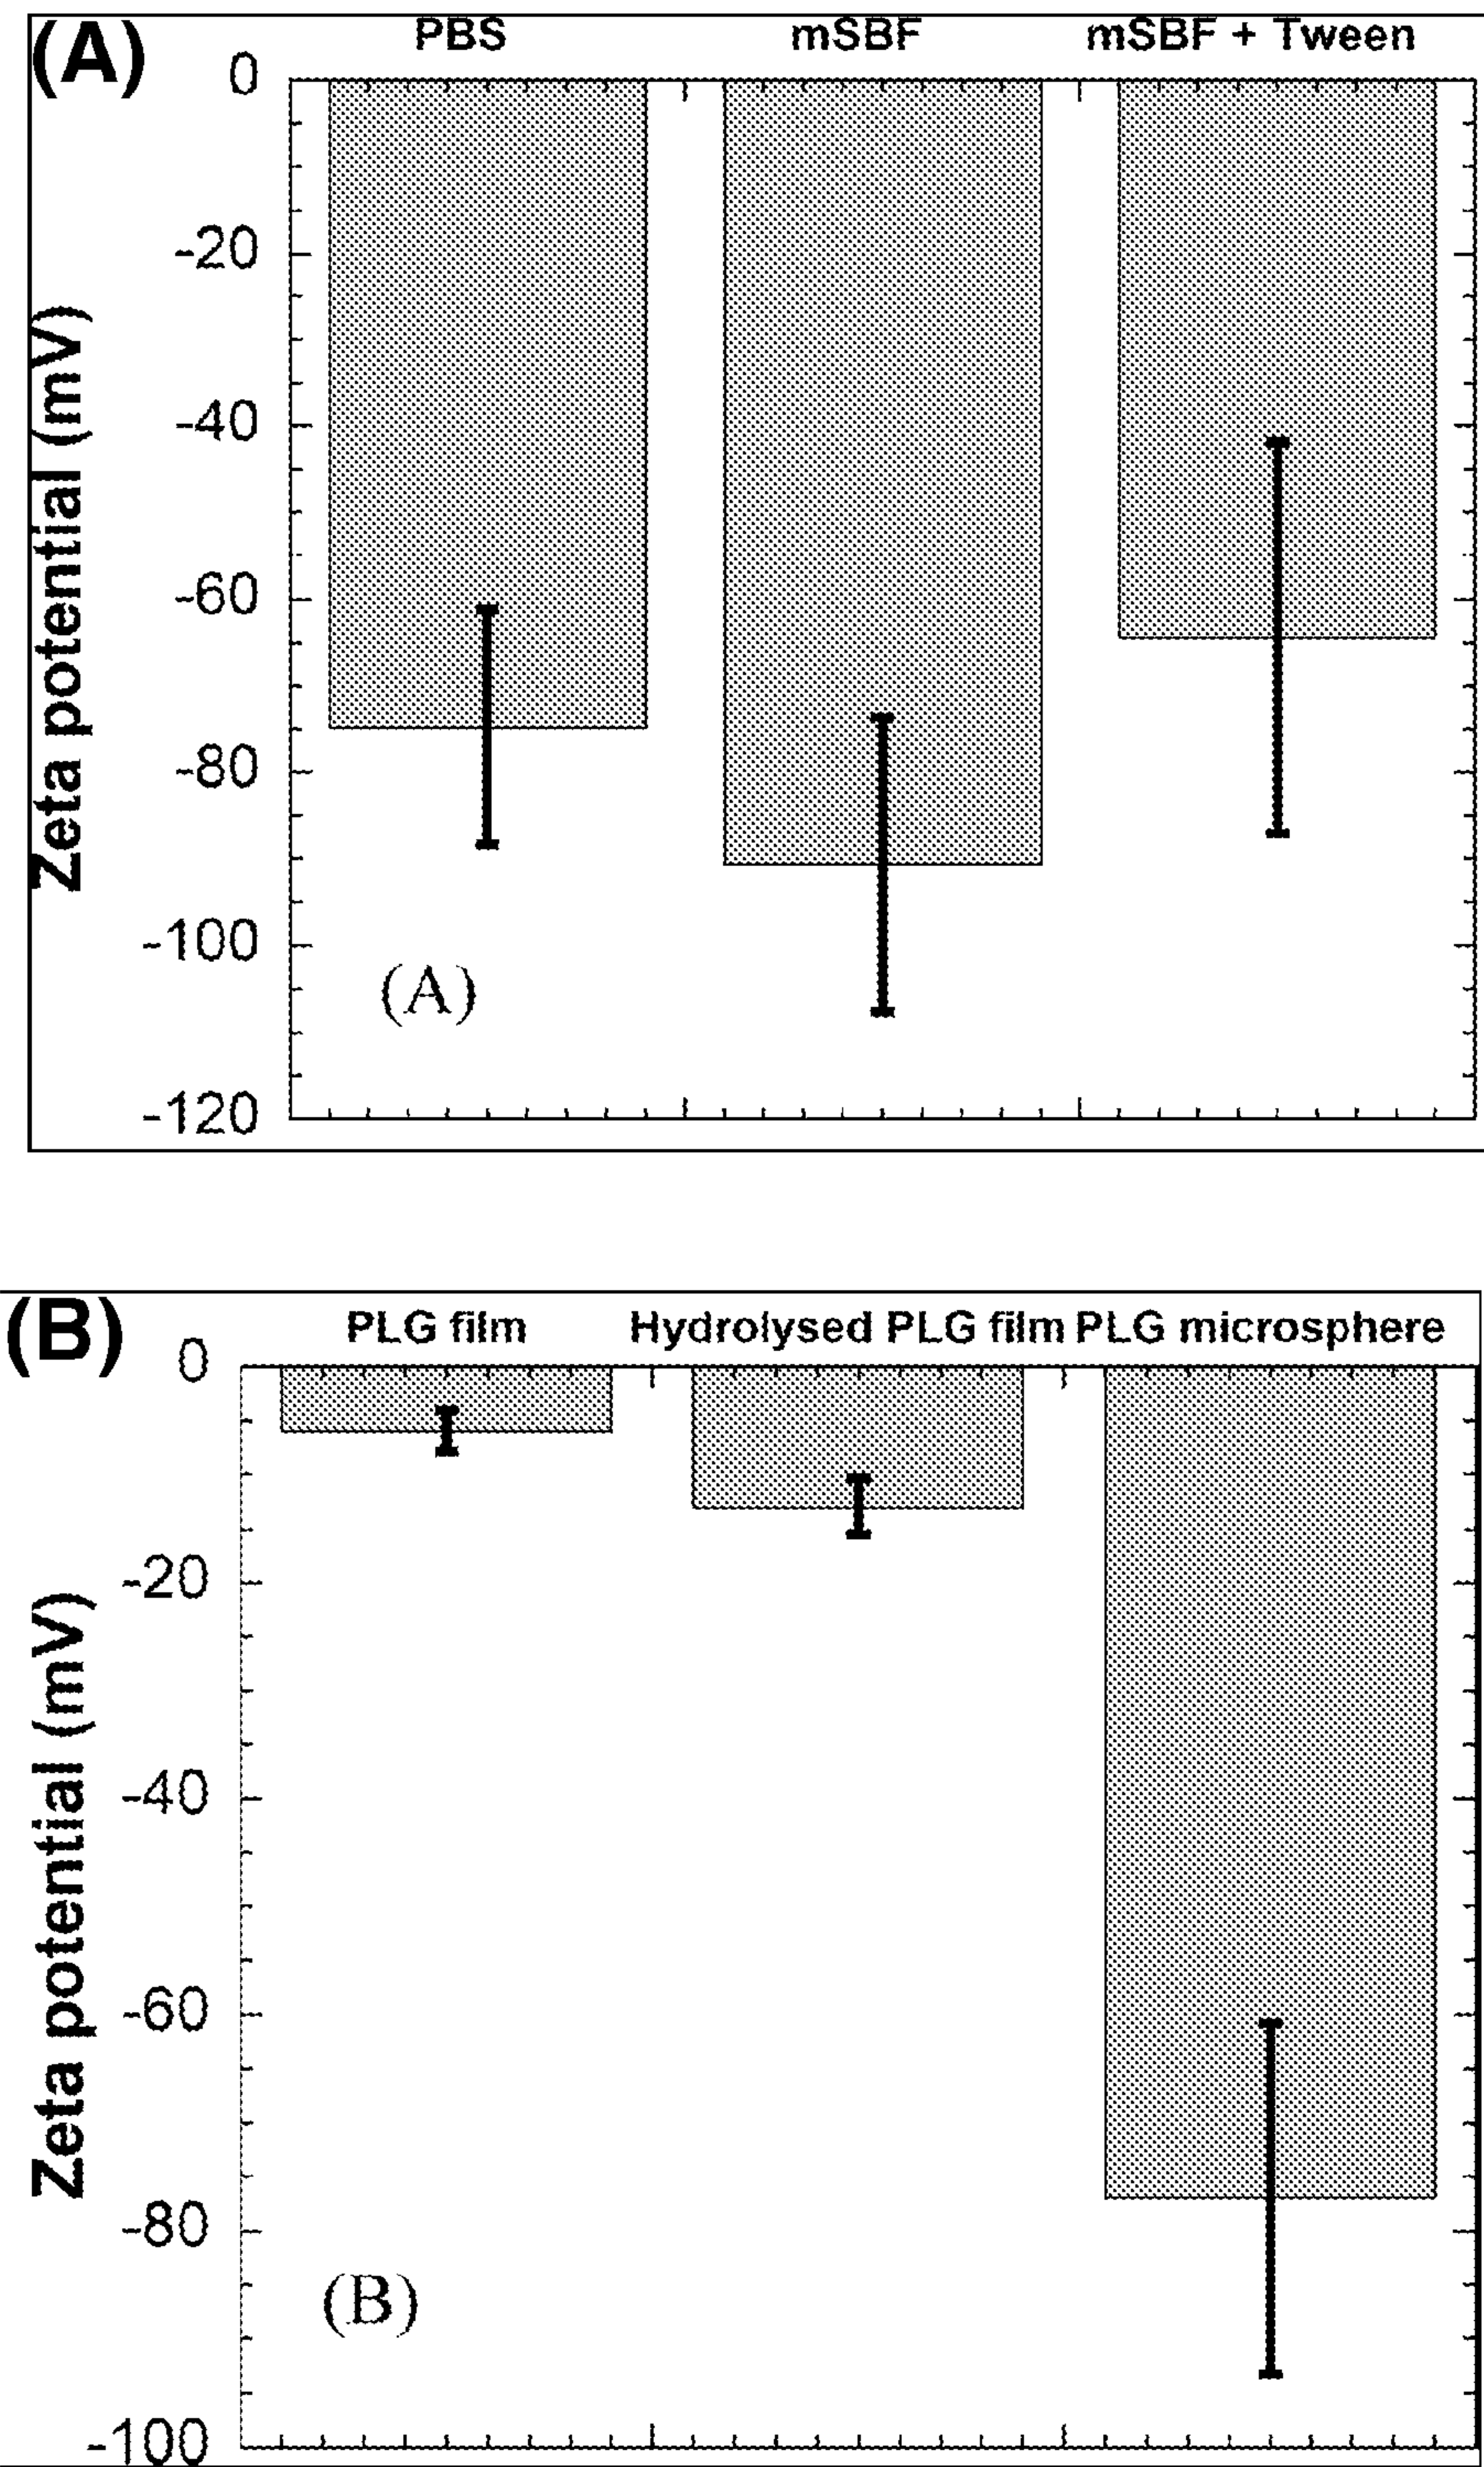 (A)
PBS mSBF mSBF + Tween
0
-20
-40
-60
-80
-100
-120
Zeta potential (mV)
(A)
(B)
PLG film Hydrolysed PLG film PLG microsphere
0
-20
-40
-60
-80
-100
Zeta potential (mV)
(B)